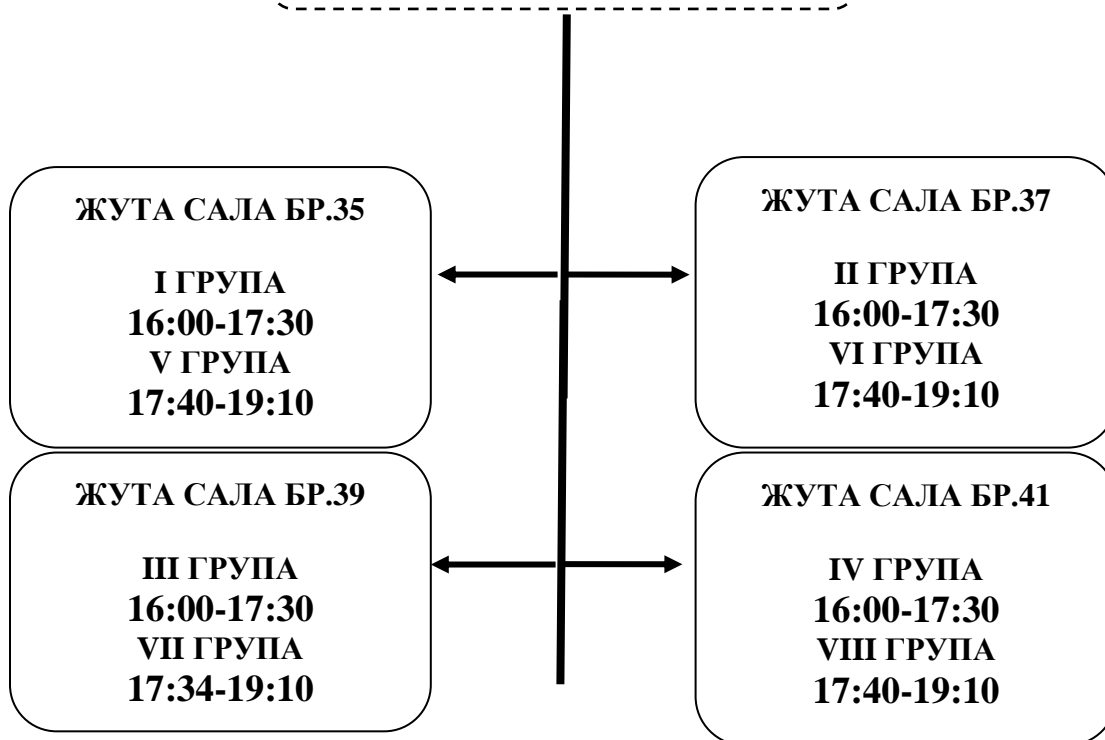 ЖУТА САЛА БР.35
I ГРУПА
16:00-17:30
V ГРУПА
17:40-19:10
ЖУТА САЛА БР.37
II ГРУПА
16:00-17:30
VI ГРУПА
17:40-19:10
ЖУТА САЛА БР.39
III ГРУПА
16:00-17:30
VII ГРУПА
17:34-19:10
ЖУТА САЛА БР.41
IV ГРУПА
16:00-17:30
VIII ГРУПА
17:40-19:10